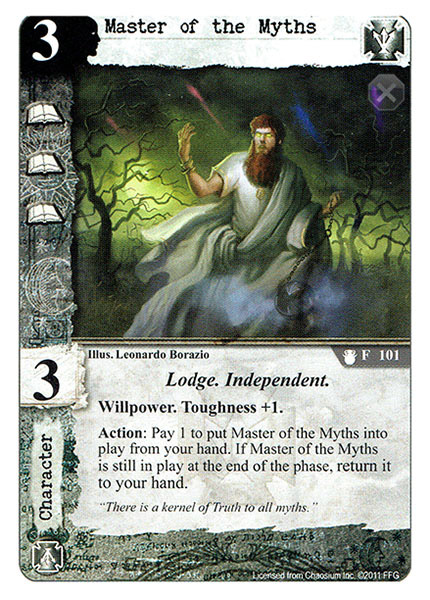 3
Master of the Myths
Illus. Leonardo Borazio
F 101
3
Lodge. Independent.
Willpower. Toughness +1.
Action: Pay 1 to put Master of the Myths into
play from your hand. If Master of the Myths
is still in play at the end of the phase, return it
to your hand.
"There is a kernel of Truth to all myths."
Character
Licensed from Chaosium Inc. ©2011 FFG